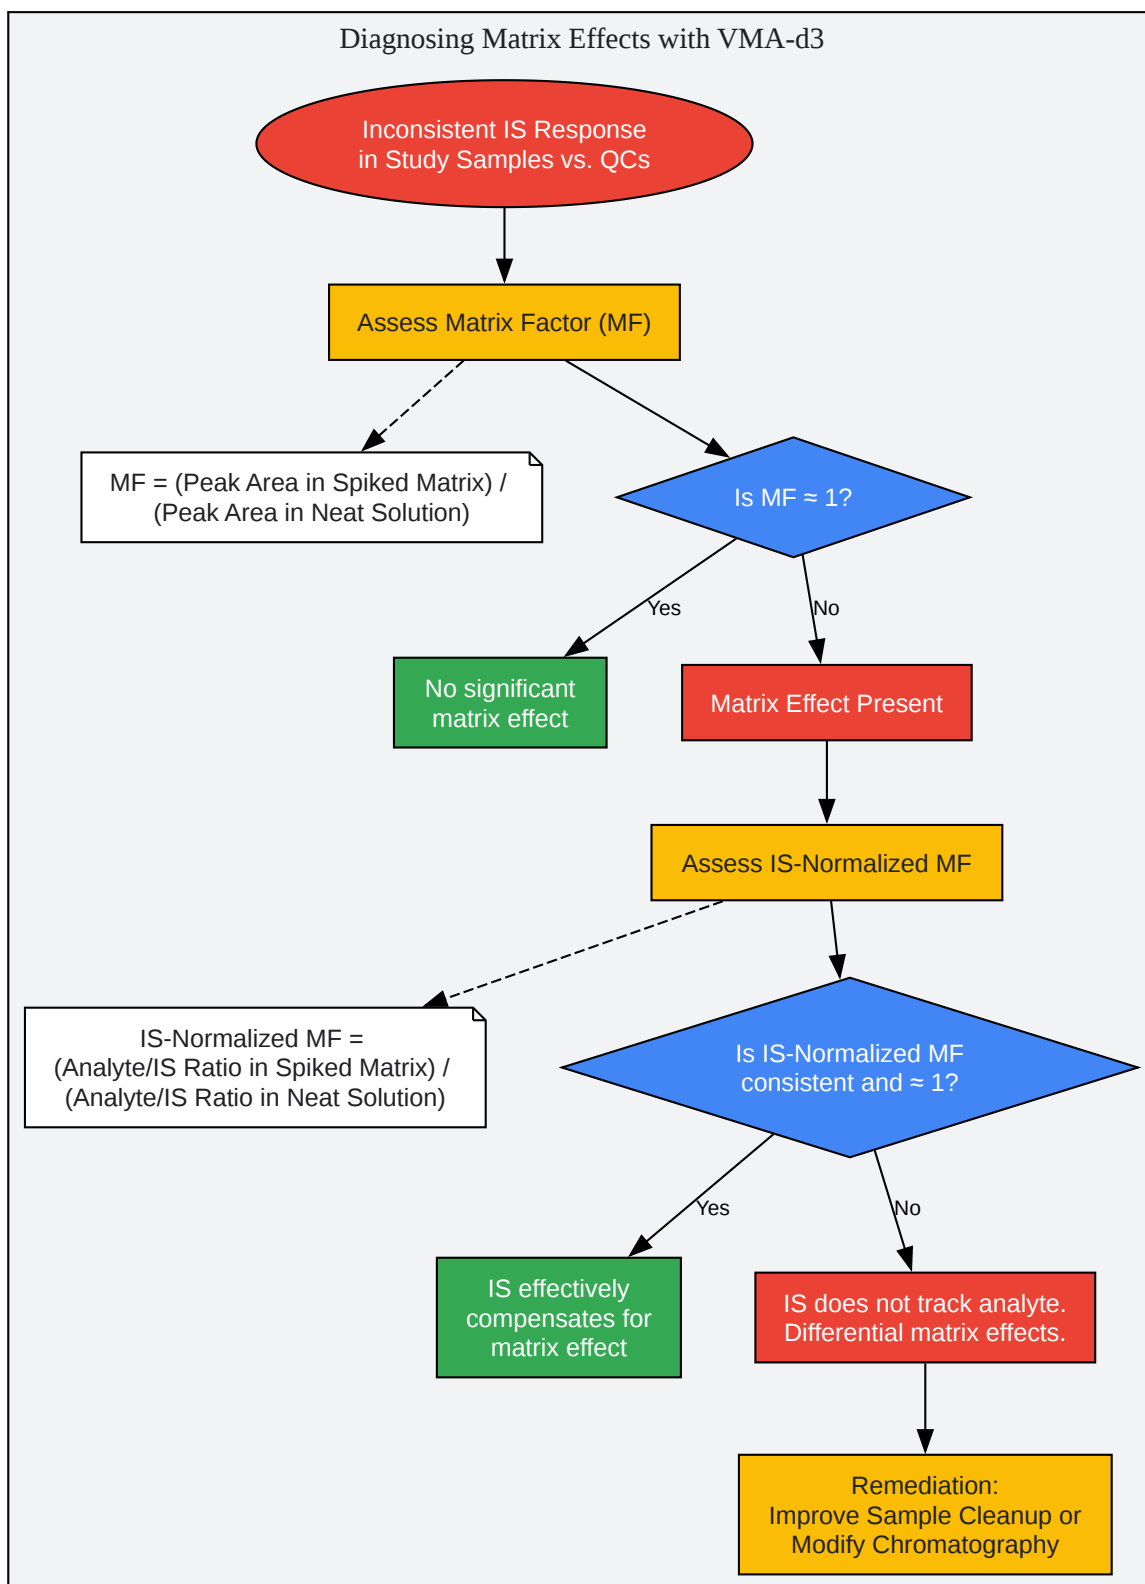 Diagnosing Matrix Effects with VMA-d3
Inconsistent IS Response
in Study Samples vs. QCs
Assess Matrix Factor (MF)
MF = (Peak Area in Spiked Matrix) /
(Peak Area in Neat Solution)
Is MF ≈ 1?
Yes
No
No significant
matrix effect
Matrix Effect Present
Assess IS-Normalized MF
IS-Normalized MF =
(Analyte/IS Ratio in Spiked Matrix) /
(Analyte/IS Ratio in Neat Solution)
Is IS-Normalized MF
consistent and ≈ 1?
Yes
No
IS effectively
compensates for
matrix effect
IS does not track analyte.
Differential matrix effects.
Remediation:
Improve Sample Cleanup or
Modify Chromatography